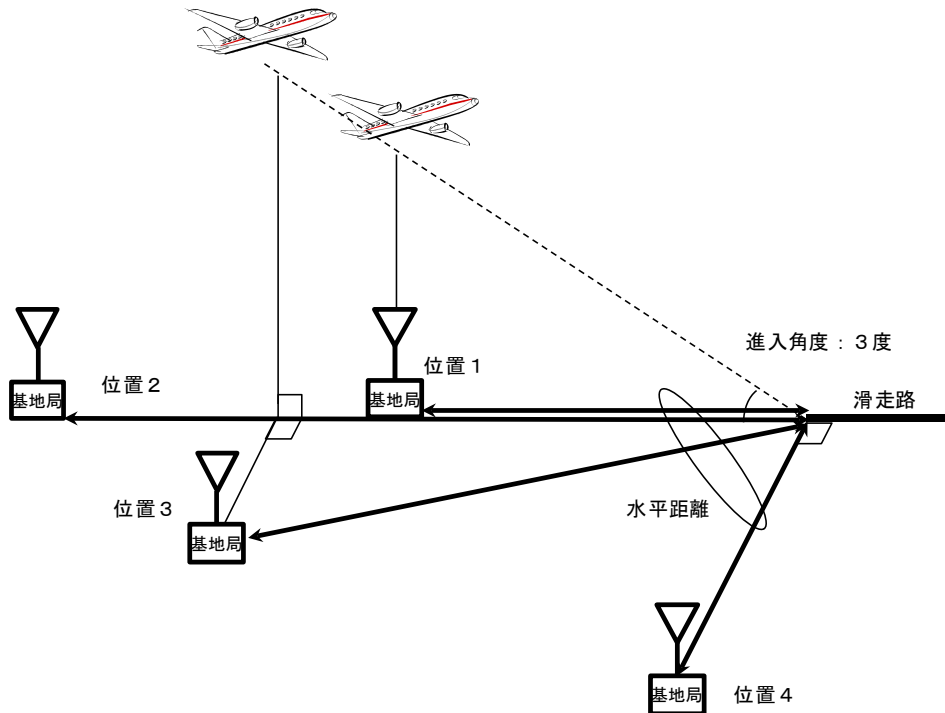 進入角度：３度
位置１
位置２
基地局
基地局
滑走路
位置３
水平距離
基地局
基地局
位置４